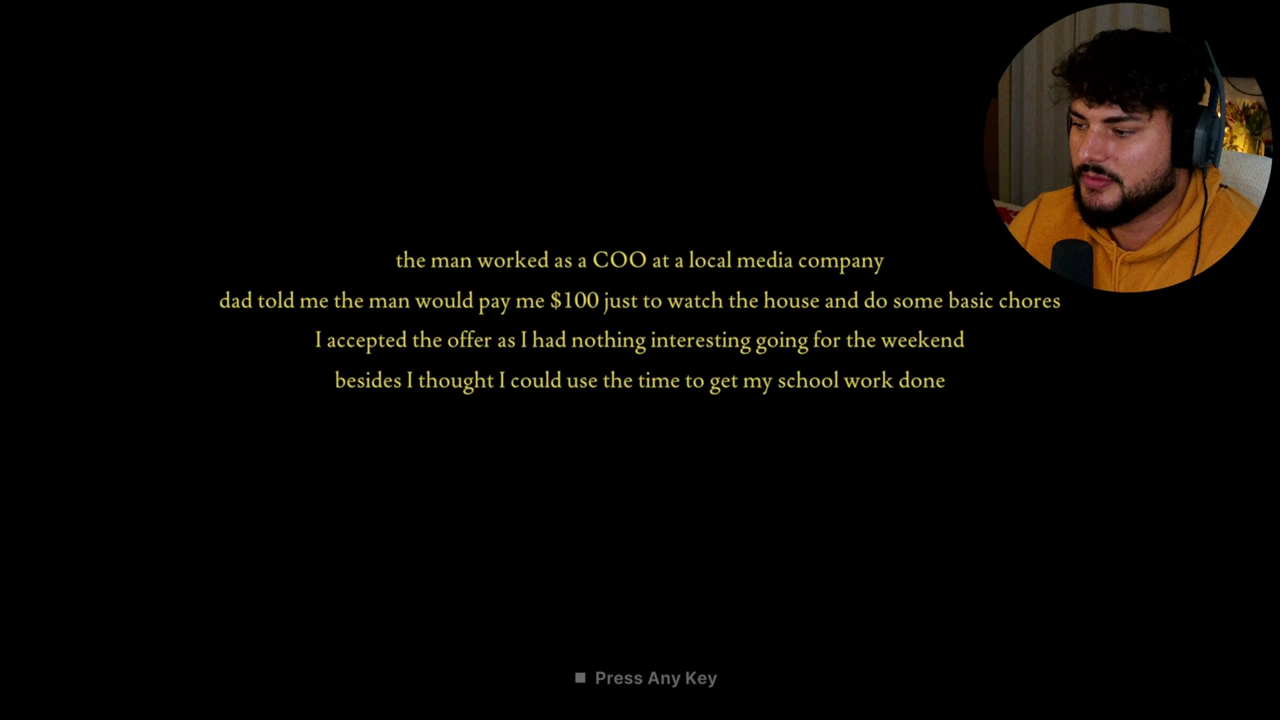 the man worked as a COO at a local media company
dad told me the man would pay me $100 just to watch the house and do some basic chores
I accepted the offer as I had nothing interesting going for the weekend
besides I thought I could use the time to get my school work done
Press Any Key